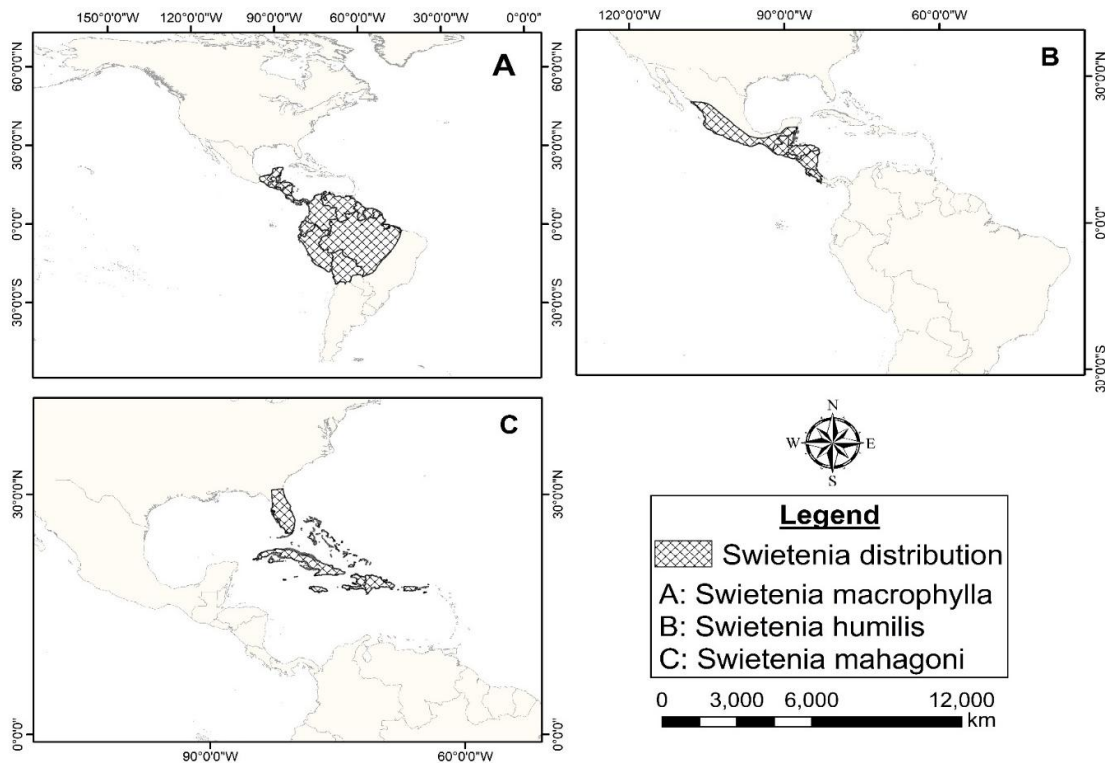 150°0'0"W 120°0'0"W 90°0'0"W 60°0'0"W 30°0'0"W 0°0'0"
60°0'0"N
30°0'0"N
0°0'0"
30°0'0"S
A
60°0'0"N
30°0'0"N
0°0'0"
30°0'0"S
120°0'0"W 90°0'0"W 60°0'0"W
B
30°0'0"N
0°0'0"
30°0'0"S
C
30°0'0"N
0°0'0"
30°0'0"N
0°0'0"
90°0'0"W 60°0'0"W
N
W E
S
Legend
Swietenia distribution
A: Swietenia macrophylla
B: Swietenia humilis
C: Swietenia mahagoni
0 3,000 6,000 12,000
km